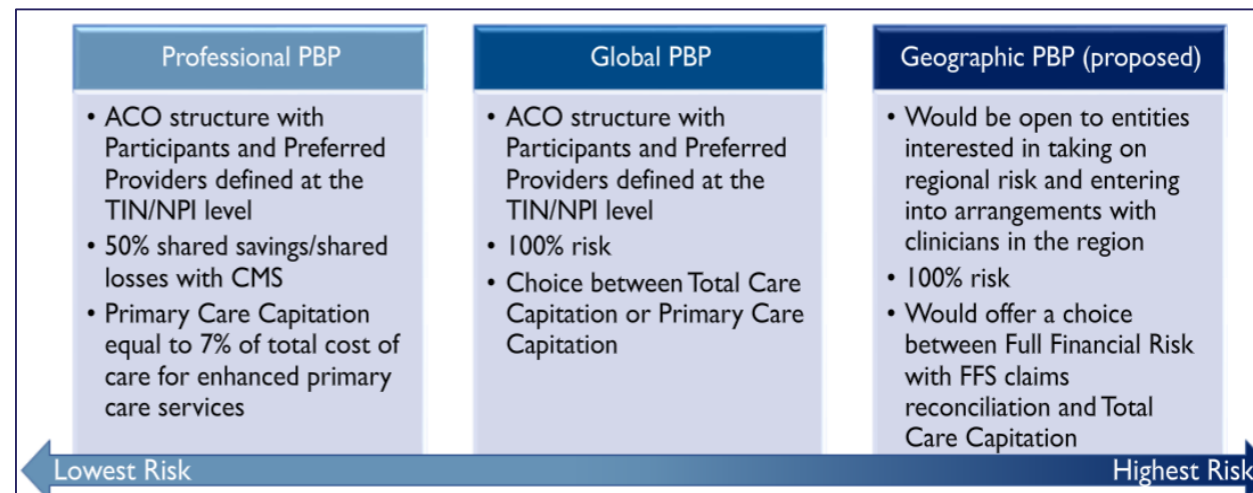 Professional PBP
• ACO structure with
Participants and Preferred
Providers defined at the
TIN/NPI level
• 50% shared savings/shared
losses with CMS
• Primary Care Capitation
equal to 7% of total cost of
care for enhanced primary
care services
Global PBP
• ACO structure with
Participants and Preferred
Providers defined at the
TIN/NPI level
• 100% risk
• Choice between Total Care
Capitation or Primary Care
Capitation
Geographic PBP (proposed)
• Would be open to entities
interested in taking on
regional risk and entering
into arrangements with
clinicians in the region
• 100% risk
• Would offer a choice
between Full Financial Risk
with FFS claims
reconciliation and Total
Care Capitation
Lowest Risk
Highest Risk